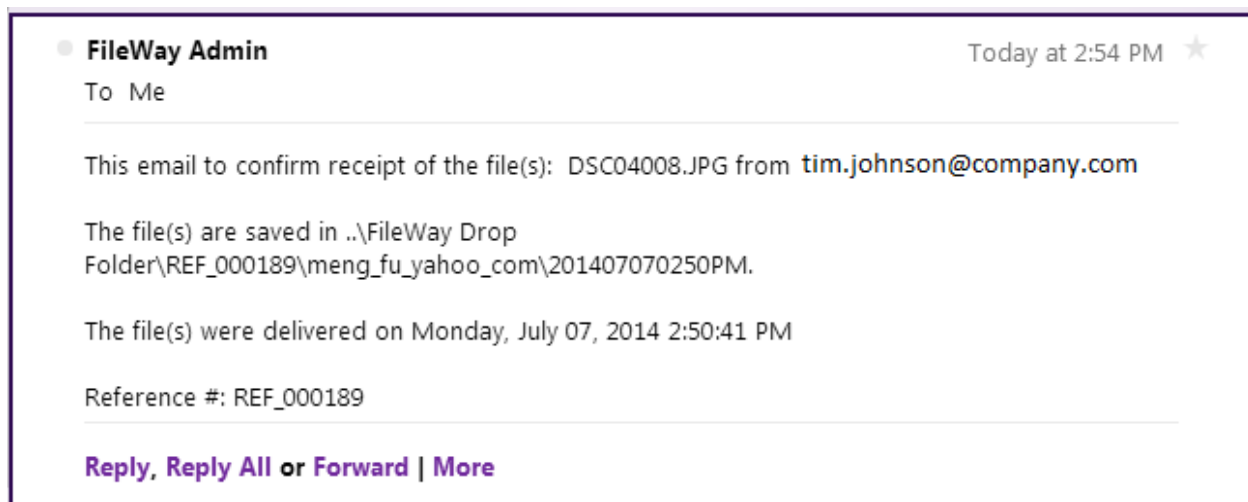 FileWay Admin Today at 2:54 PM
To Me
This email to confirm receipt of the file(s): DSC04008.JPG from tim.johnson@company.com
The file(s) are saved in ..\FileWay Drop
Folder\REF_000189\meng_fu_yahoo_com\201407070250PM.
The file(s) were delivered on Monday, July 07, 2014 2:50:41 PM
Reference #: REF_000189
Reply, Reply All or Forward | More